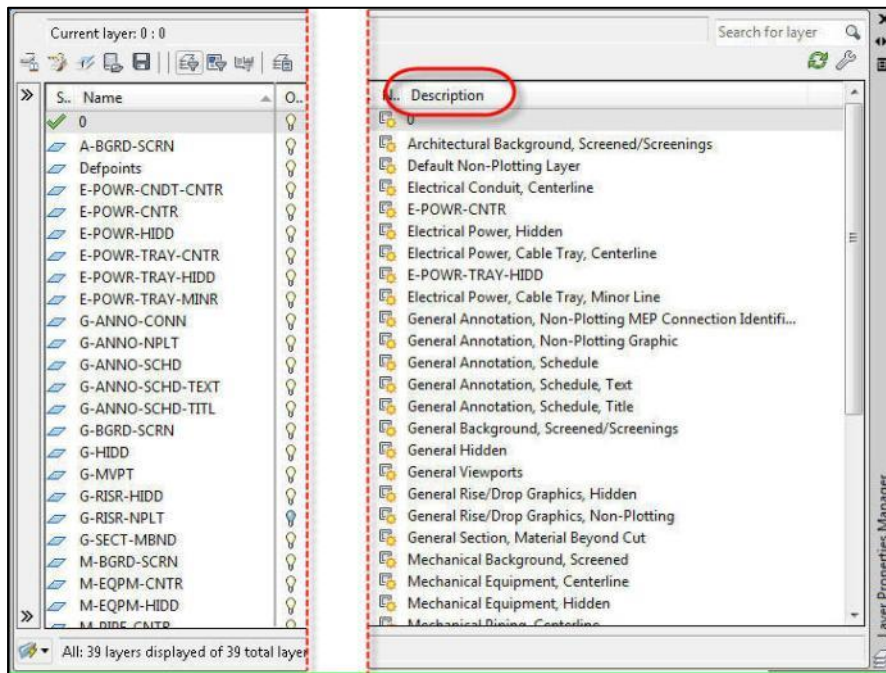 Current layer: 0 : 0
Search for layer
S.. Name O..
N.. Description
0 0
A-BGRD-SCRN Architectural Background, Screened/Screenings
Defpoints Default Non-Plotting Layer
E-POWR-CNDT-CNTR Electrical Conduit, Centerline
E-POWR-CNTR E-POWR-CNTR
E-POWR-HIDD Electrical Power, Hidden
E-POWR-TRAY-CNTR Electrical Power, Cable Tray, Centerline
E-POWR-TRAY-HIDD E-POWR-TRAY-HIDD
E-POWR-TRAY-MINR Electrical Power, Cable Tray, Minor Line
G-ANNO-CONN General Annotation, Non-Plotting MEP Connection Identifi...
G-ANNO-NPLT General Annotation, Non-Plotting Graphic
G-ANNO-SCHD General Annotation, Schedule
G-ANNO-SCHD-TEXT General Annotation, Schedule, Text
G-ANNO-SCHD-TITL General Annotation, Schedule, Title
G-BGRD-SCRN General Background, Screened/Screenings
G-HIDD General Hidden
G-MVPT General Viewports
G-RISR-HIDD General Rise/Drop Graphics, Hidden
G-RISR-NPLT General Rise/Drop Graphics, Non-Plotting
G-SECT-MBND General Section, Material Beyond Cut
M-BGRD-SCRN Mechanical Background, Screened
M-EQPM-CNTR Mechanical Equipment, Centerline
M-EQPM-HIDD Mechanical Equipment, Hidden
M-PIPE-CNTR Mechanical Piping, Centerline
All: 39 layers displayed of 39 total layer
Layer Properties Manager